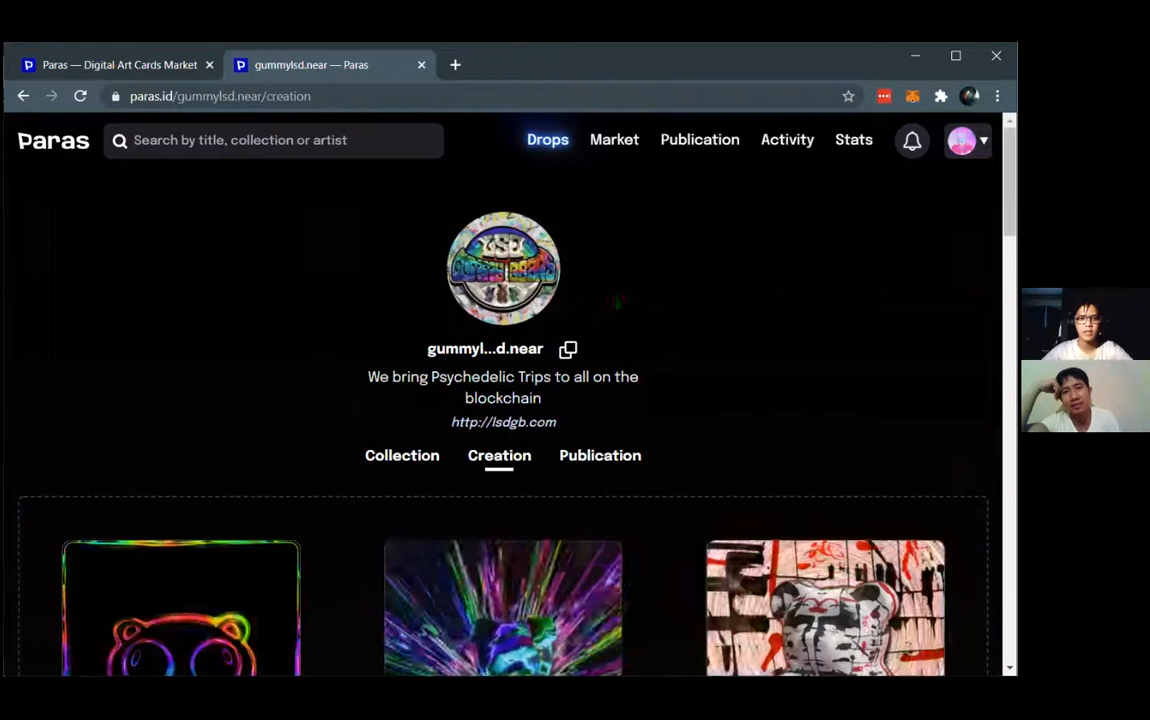 Paras — Digital Art Cards Market
gummylsd.near — Paras
paras.id/gummylsd.near/creation
Paras
Search by title, collection or artist
Drops
Market
Publication
Activity
Stats
LSD
gummyl...d.near
We bring Psychedelic Trips to all on the
blockchain
http://lsdgb.com
Collection
Creation
Publication